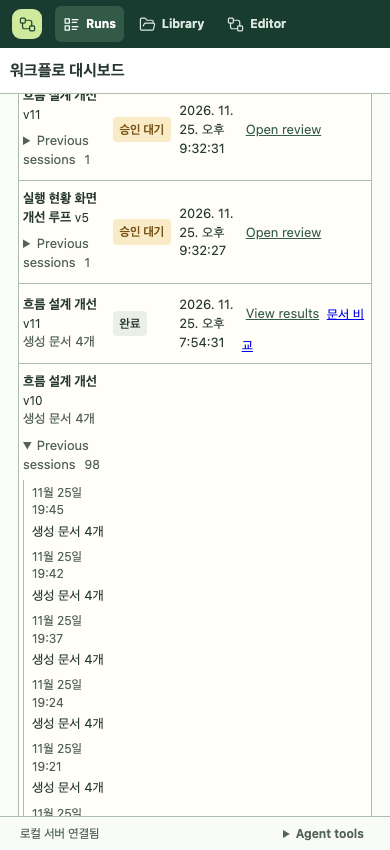 Runs
Library
Editor
워크플로 대시보드
흐름 설계 개선
v11
▶ Previous
sessions 1
승인 대기
2026. 11.
25. 오후
9:32:31
Open review
실행 현황 화면
개선 루프 v5
▶ Previous
sessions 1
승인 대기
2026. 11.
25. 오후
9:32:27
Open review
흐름 설계 개선
v11
생성 문서 4개
완료
2026. 11.
25. 오후
7:54:31
View results 문서 비
교
흐름 설계 개선
v10
생성 문서 4개
▼ Previous
sessions 98
11월 25일
19:45
생성 문서 4개
11월 25일
19:42
생성 문서 4개
11월 25일
19:37
생성 문서 4개
11월 25일
19:24
생성 문서 4개
11월 25일
19:21
생성 문서 4개
11월 25일
로컬 서버 연결됨
▶ Agent tools